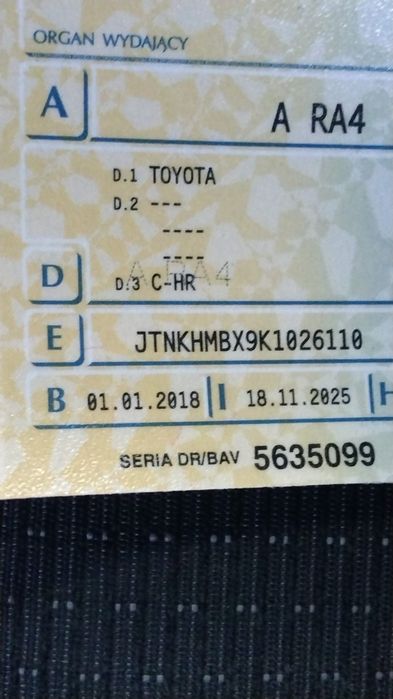 ORGAN WYDAJĄCY
A A RA4
D.1 TOYOTA
D.2 ---
----
----
A RA4
D D.3 C-HR
E JTNKHMBX9K1026110
B 01.01.2018 I 18.11.2025 H
SERIA DR/BAV 5635099